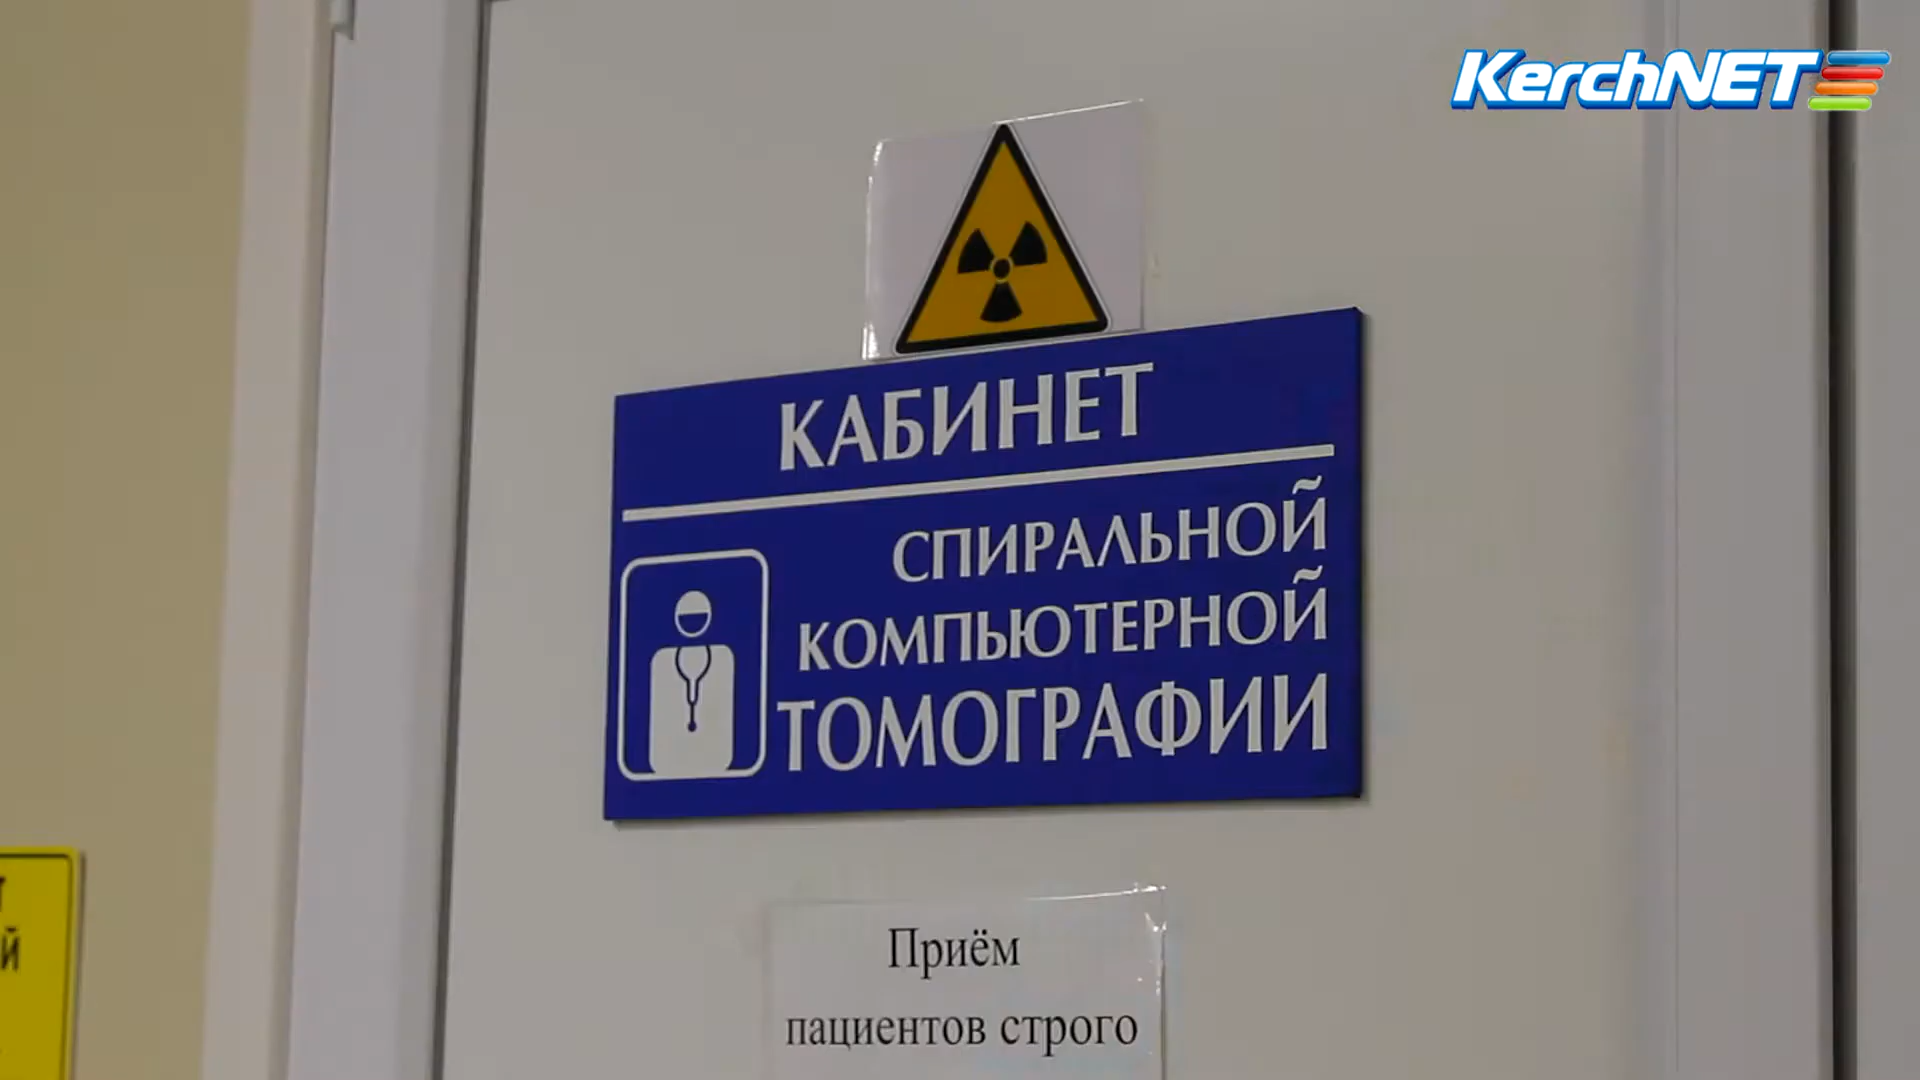 KerchNET
КАБИНЕТ
СПИРАЛЬНОЙ
КОМПЬЮТЕРНОЙ
ТОМОГРАФИИ
Приём
пациентов строго